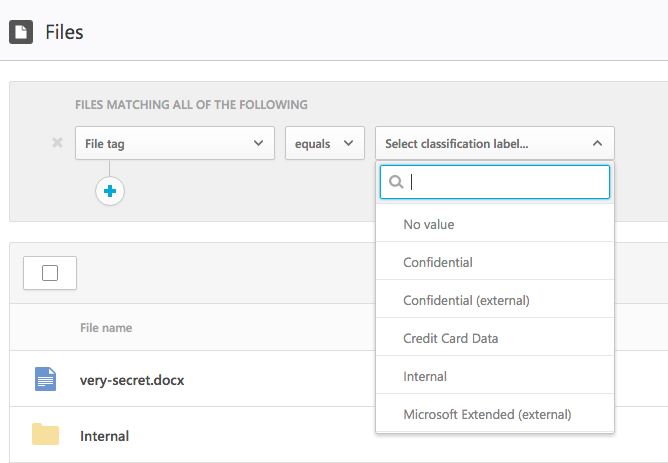 Files
FILES MATCHING ALL OF THE FOLLOWING
File tag equals Select classification label...
No value
Confidential
Confidential (external)
Credit Card Data
Internal
Microsoft Extended (external)
File name
very-secret.docx
Internal